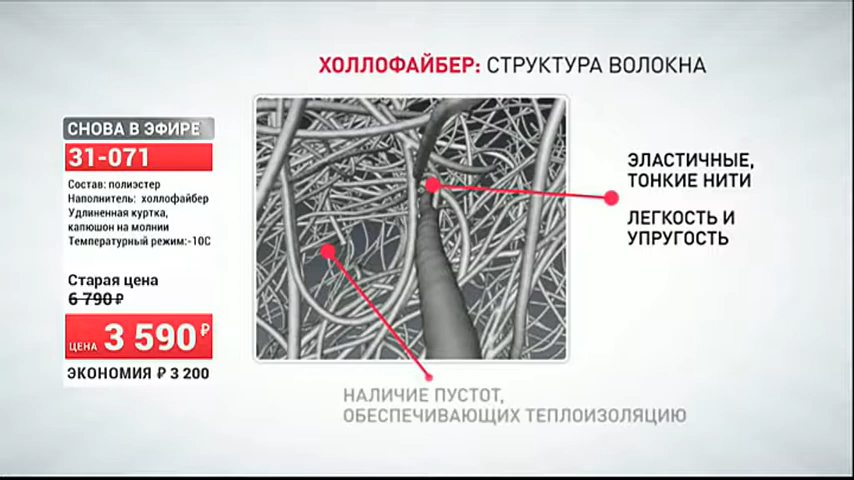 ХОЛЛОФАЙБЕР: СТРУКТУРА ВОЛОКНА
СНОВА В ЭФИРЕ
31-071
Состав: полиэстер
Наполнитель: холлофайбер
Удлиненная куртка,
капюшон на молнии
Температурный режим:-10С
Старая цена
6 790 ₽
ЦЕНА 3 590 ₽
ЭКОНОМИЯ ₽ 3 200
ЭЛАСТИЧНЫЕ,
ТОНКИЕ НИТИ
ЛЕГКОСТЬ И
УПРУГОСТЬ
НАЛИЧИЕ ПУСТОТ,
ОБЕСПЕЧИВАЮЩИХ ТЕПЛОИЗОЛЯЦИЮ